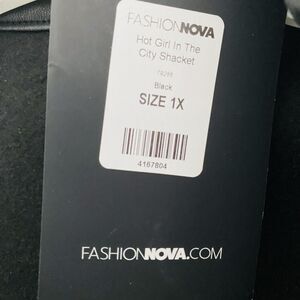 FASHIONNOVA
Hot Girl In The
City Shacket
Black
SIZE 1X
4167804
FASHIONNOVA.COM